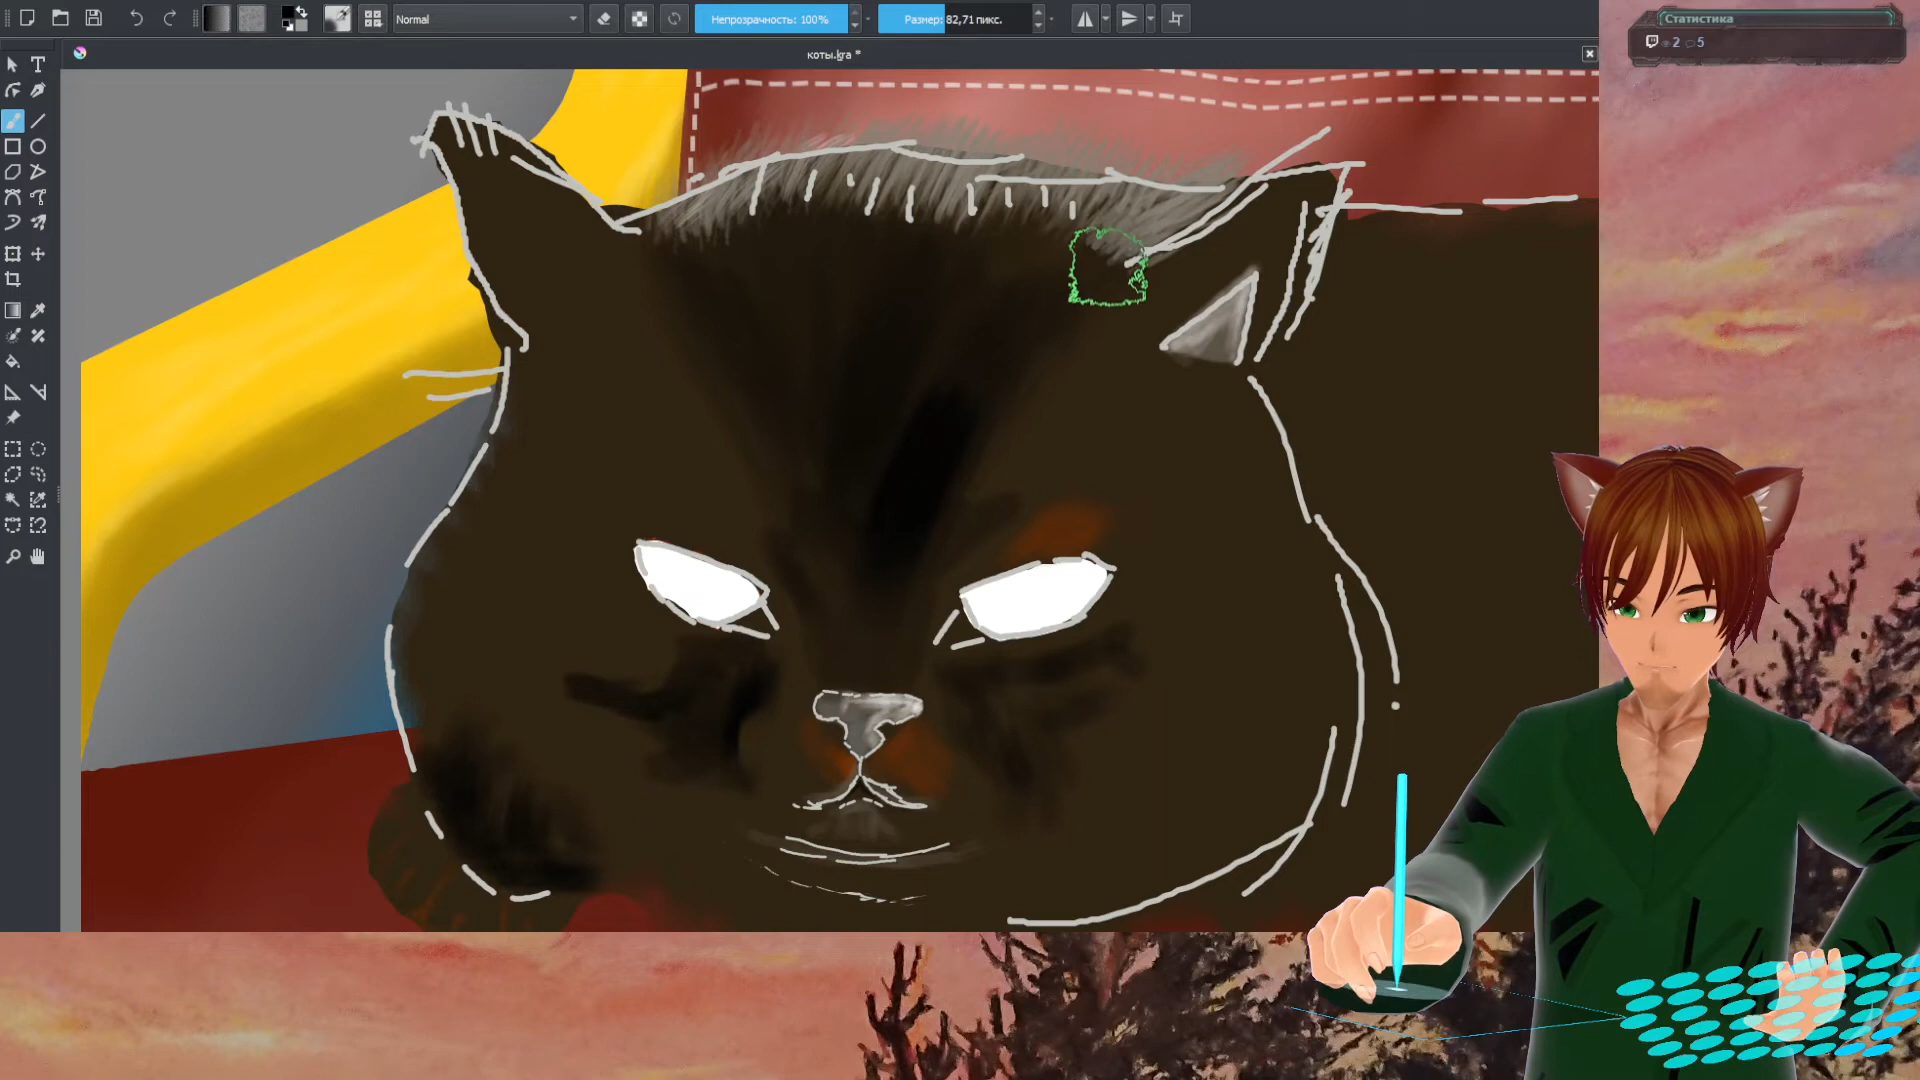 Normal
Непрозрачность: 100%
Размер: 82,71 пикс.
коты.kra *
Статистика
2 5